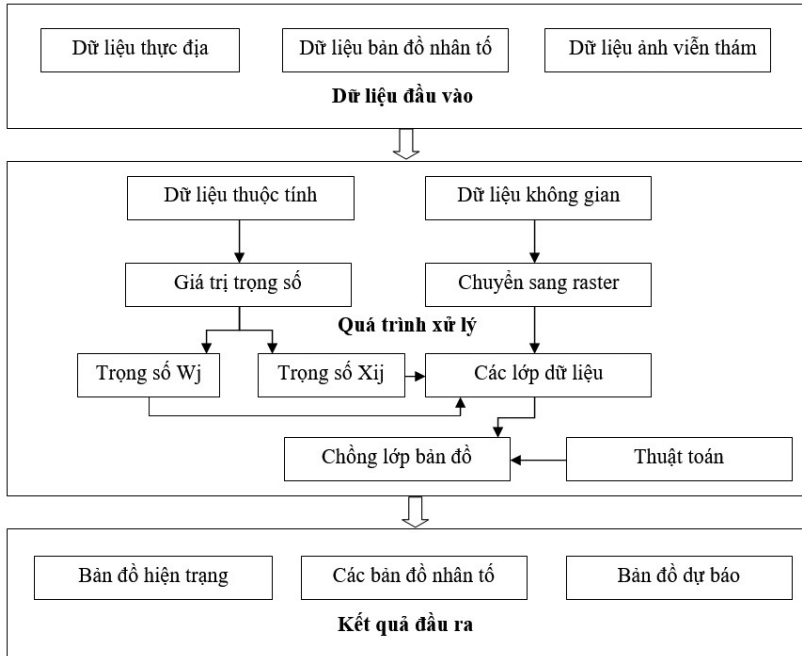 Dữ liệu thực địa
Dữ liệu bản đồ nhân tố
Dữ liệu ảnh viễn thám
Dữ liệu đầu vào
Dữ liệu thuộc tính
Dữ liệu không gian
Giá trị trọng số
Chuyển sang raster
Quá trình xử lý
Trọng số Wj
Trọng số Xij
Các lớp dữ liệu
Chồng lớp bản đồ
Thuật toán
Bản đồ hiện trạng
Các bản đồ nhân tố
Bản đồ dự báo
Kết quả đầu ra